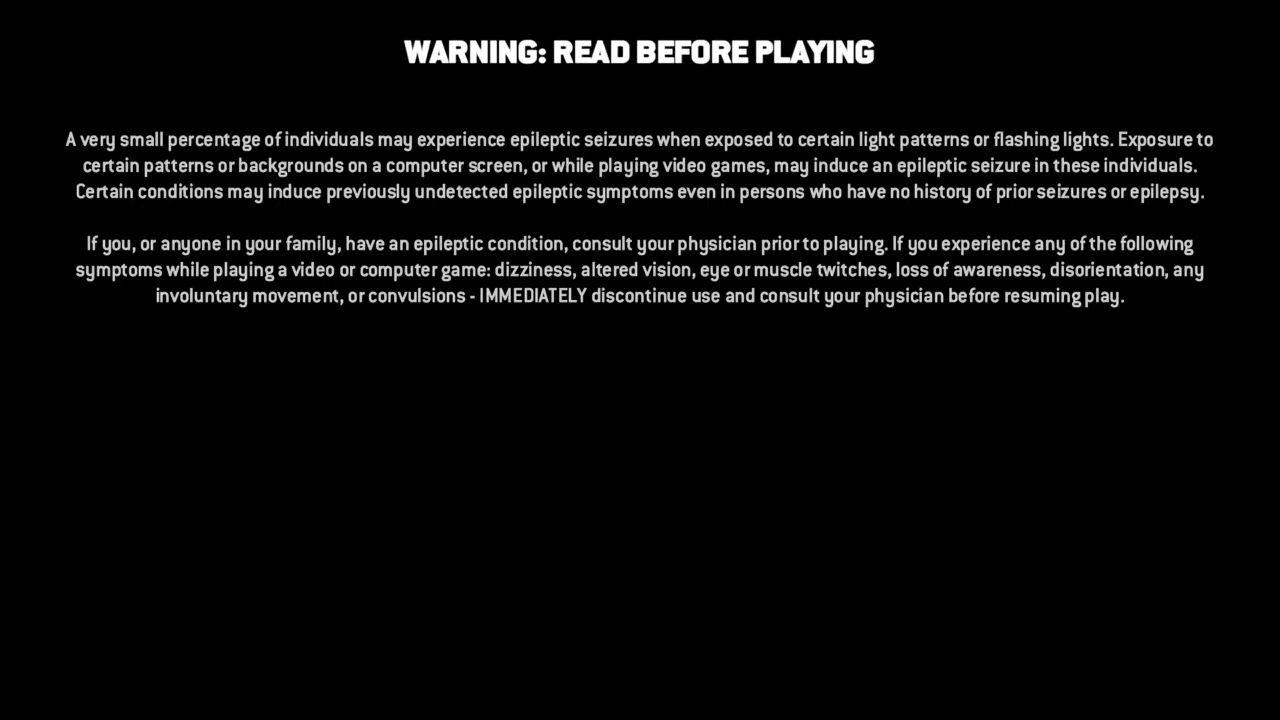 WARNING: READ BEFORE PLAYING
A very small percentage of individuals may experience epileptic seizures when exposed to certain light patterns or flashing lights. Exposure to
certain patterns or backgrounds on a computer screen, or while playing video games, may induce an epileptic seizure in these individuals.
Certain conditions may induce previously undetected epileptic symptoms even in persons who have no history of prior seizures or epilepsy.
If you, or anyone in your family, have an epileptic condition, consult your physician prior to playing. If you experience any of the following
symptoms while playing a video or computer game: dizziness, altered vision, eye or muscle twitches, loss of awareness, disorientation, any
involuntary movement, or convulsions - IMMEDIATELY discontinue use and consult your physician before resuming play.